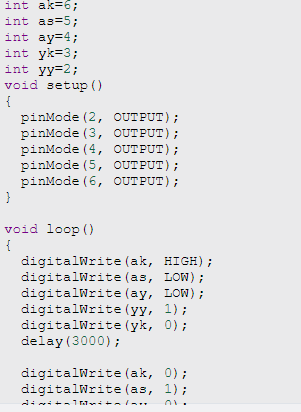 int ak=6;
int as=5;
int ay=4;
int yk=3;
int yy=2;
void setup()
{
pinMode(2, OUTPUT);
pinMode(3, OUTPUT);
pinMode(4, OUTPUT);
pinMode(5, OUTPUT);
pinMode(6, OUTPUT);
}
void loop()
{
digitalWrite(ak, HIGH);
digitalWrite(as, LOW);
digitalWrite(ay, LOW);
digitalWrite(yy, 1);
digitalWrite(yk, 0);
delay(3000);
digitalWrite(ak, 0);
digitalWrite(as, 1);